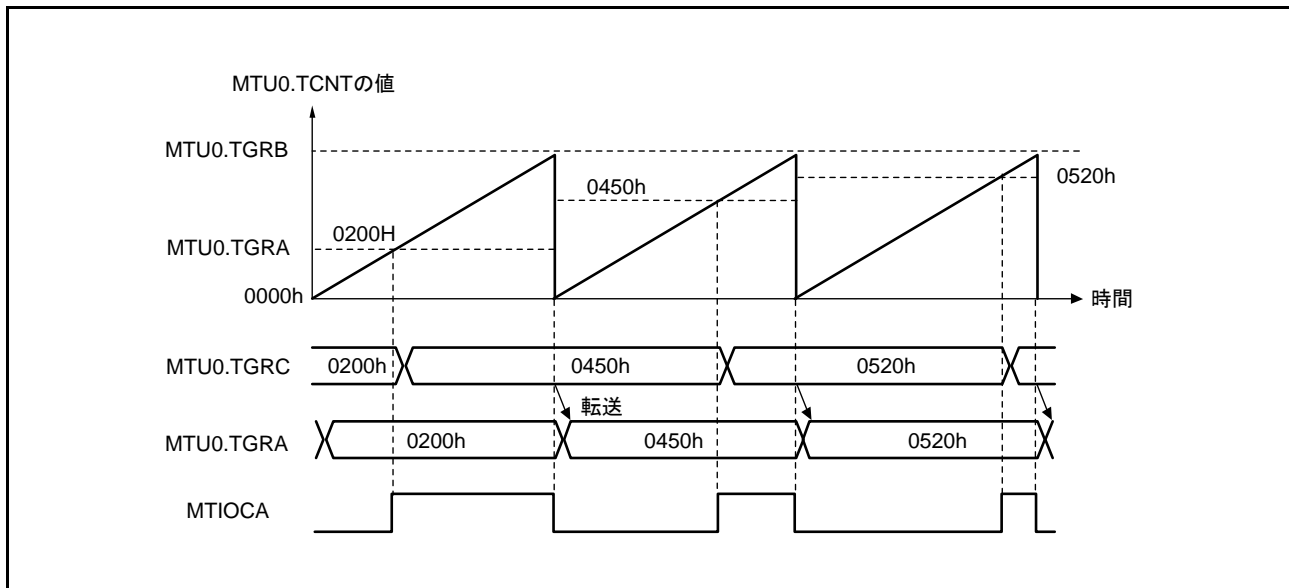 MTU0.TCNTの値
MTU0.TGRB
0450h
0520h
MTU0.TGRA
0200H
0000h
時間
MTU0.TGRC
0200h
0450h
0520h
転送
MTU0.TGRA
0200h
0450h
0520h
MTIOCA